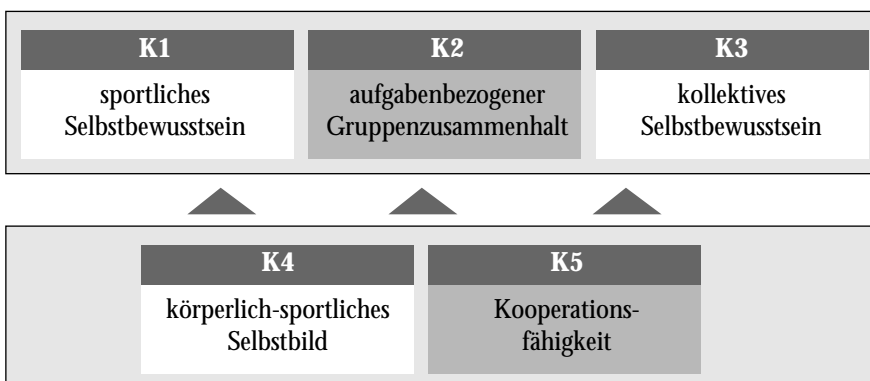 K1
K2
K3
sportliches
Selbstbewusstsein
aufgabenbezogener
Gruppenzusammenhalt
kollektives
Selbstbewusstsein
K4
K5
körperlich-sportliches
Selbstbild
Kooperations-
fähigkeit